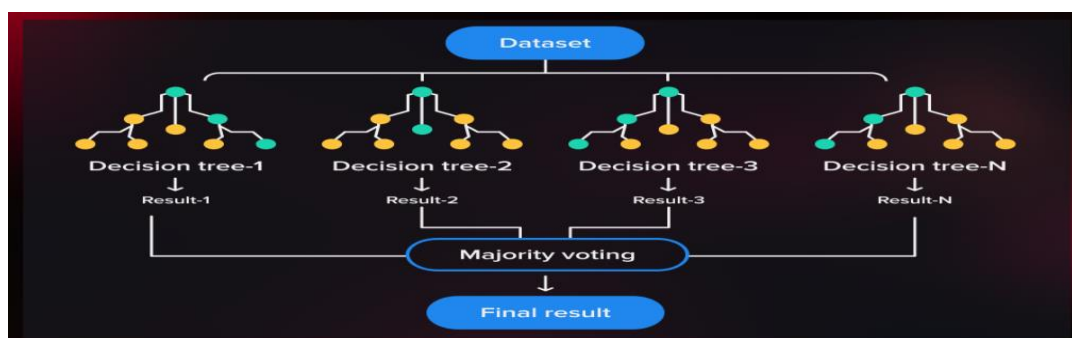 Dataset
Decision tree-1
Decision tree-2
Decision tree-3
Decision tree-N
Result-1
Result-2
Result-3
Result-N
Majority voting
Final result